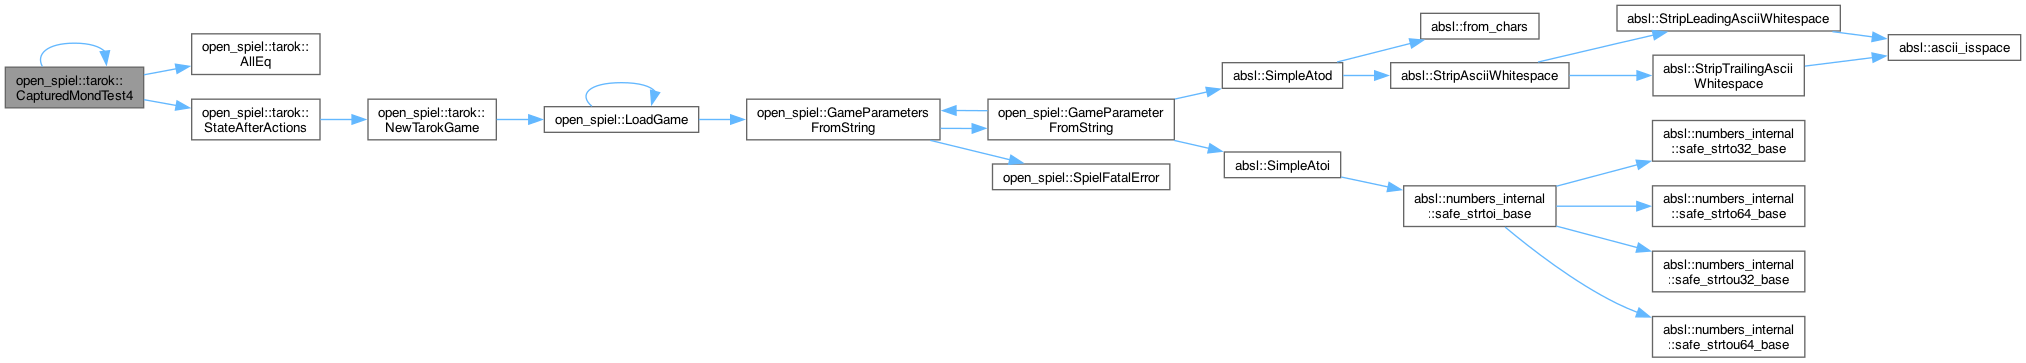 open_spiel::tarok::
CapturedMondTest4
open_spiel::tarok::
AllEq
open_spiel::tarok::
StateAfterActions
open_spiel::tarok::
NewTarokGame
open_spiel::LoadGame
open_spiel::GameParameters
FromString
open_spiel::GameParameter
FromString
open_spiel::SpielFatalError
absl::SimpleAtod
absl::SimpleAtoi
absl::from_chars
absl::StripAsciiWhitespace
absl::numbers_internal
::safe_strtoi_base
absl::StripLeadingAsciiWhitespace
absl::StripTrailingAscii
Whitespace
absl::numbers_internal
::safe_strto32_base
absl::numbers_internal
::safe_strto64_base
absl::numbers_internal
::safe_strtou32_base
absl::numbers_internal
::safe_strtou64_base
absl::ascii_isspace